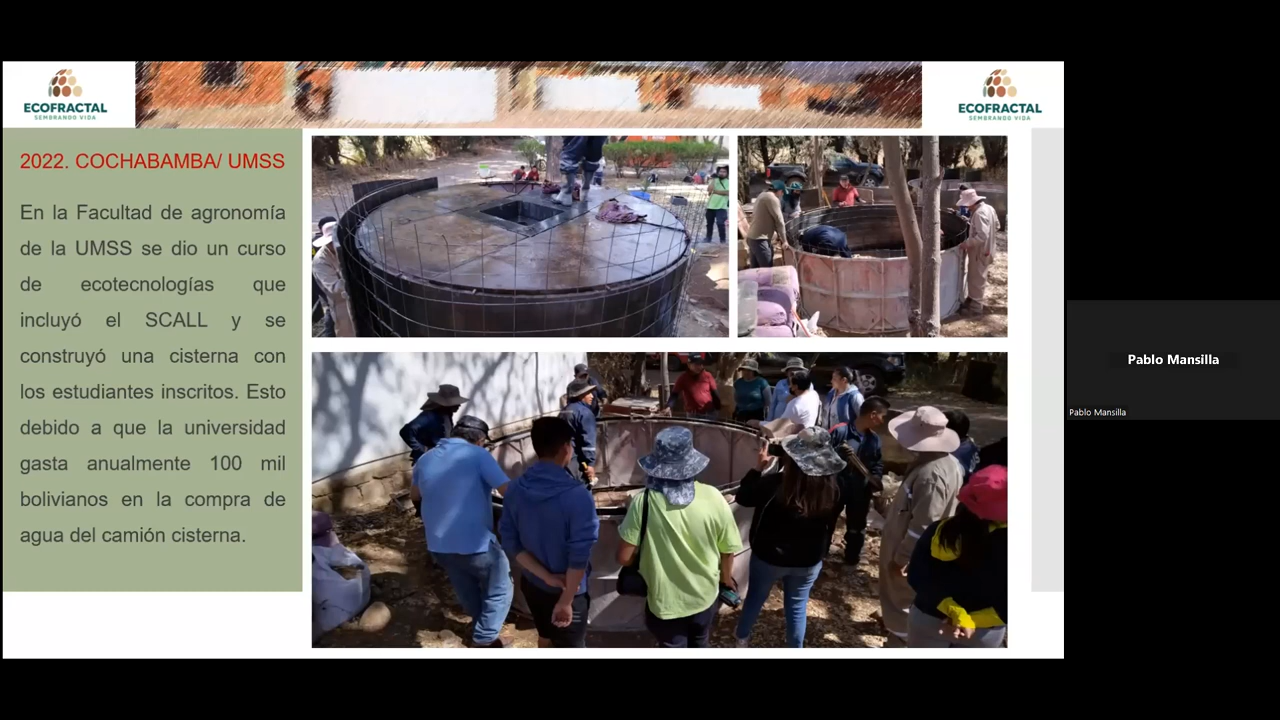 ECOFRACTAL
SEMBRANDO VIDA
ECOFRACTAL
SEMBRANDO VIDA
2022. COCHABAMBA/ UMSS
En la Facultad de agronomía
de la UMSS se dio un curso
de ecotecnologías que
incluyó el SCALL y se
construyó una cisterna con
los estudiantes inscritos. Esto
debido a que la universidad
gasta anualmente 100 mil
bolivianos en la compra de
agua del camión cisterna.
Pablo Mansilla
Pablo Mansilla